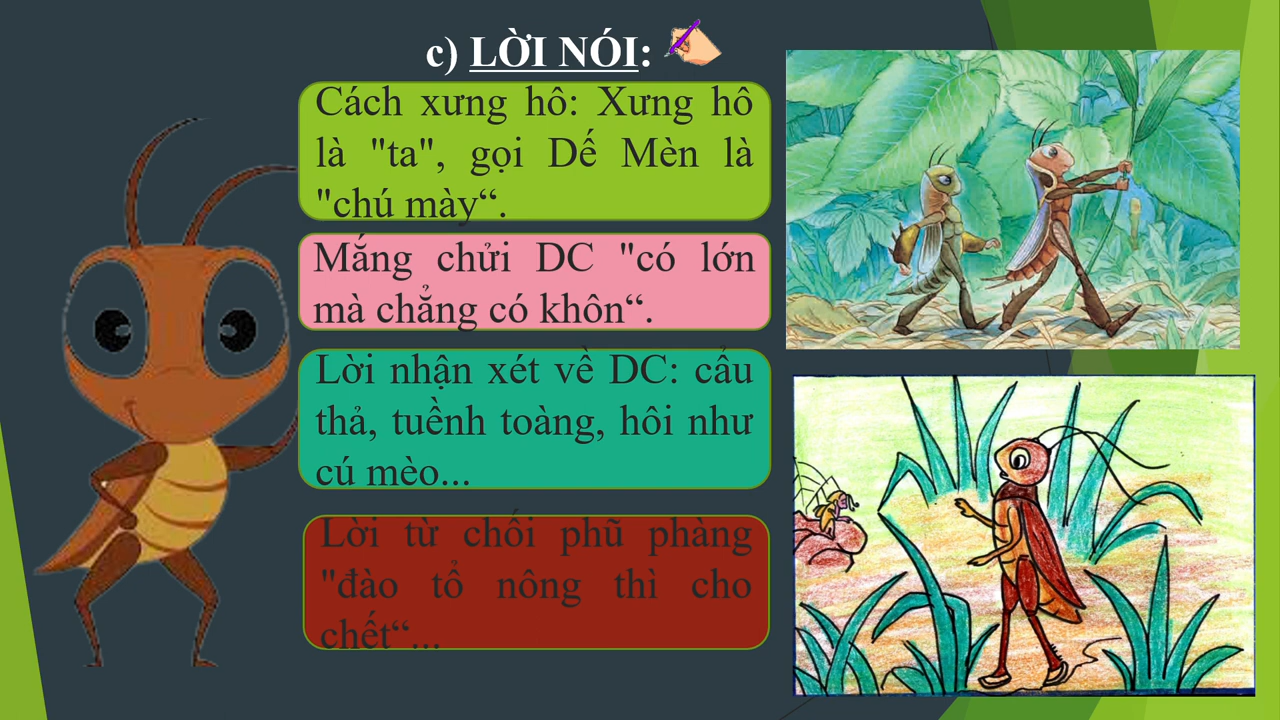 c) LỜI NÓI:
Cách xưng hô: Xưng hô
là "ta", gọi Dế Mèn là
"chú mày“.
Mắng chửi DC "có lớn
mà chẳng có khôn“.
Lời nhận xét về DC: cẩu
thả, tuềnh toàng, hôi như
cú mèo...
Lời từ chối phũ phàng
"đào tổ nông thì cho
chết“...